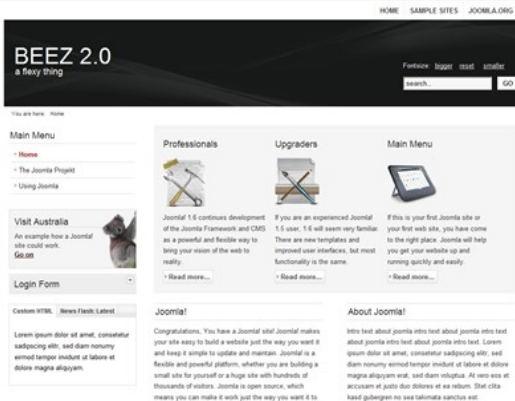 HOME SAMPLE SITES JOOMLA.ORG
BEEZ 2.0
a flexy thing
Fontsize: bigger reset smaller
search... GO
You are here: Home
Main Menu
Home
The Joomla Projekt
Using Joomla
Visit Australia
An example how a Joomla!
site could work.
Go on
Login Form
Custom HTML News Flash: Latest
Lorem ipsum dolor sit amet, consetetur
sadipscing elitr, sed diam nonumy
eirmod tempor invidunt ut labore et
dolore magna aliquyam.
Professionals
Joomla! 1.6 continues development
of the Joomla Framework and CMS
as a powerful and flexible way to
bring your vision of the web to
reality.
Read more...
Upgraders
If you are an experienced Joomla!
1.5 user, 1.6 will seem very familiar.
There are new templates and
improved user interfaces, but most
functionality is the same.
Read more...
Main Menu
If this is your first Joomla site or
your first web site, you have come
to the right place. Joomla will help
you get your website up and
running quickly and easily.
Read more...
Joomla!
Congratulations, You have a Joomla! site! Joomla! makes
your site easy to build a website just the way you want it
and keep it simple to update and maintain. Joomla! is a
flexible and powerful platform, whether you are building a
small site for yourself or a huge site with hundreds of
thousands of visitors. Joomla is open source, which
means you can make it work just the way you want it to
About Joomla!
Intro text about joomla intro text about joomla intro text
about joomla intro text about joomla intro text. Lorem
ipsum dolor sit amet, consetetur sadipscing elitr, sed
diam nonumy eirmod tempor invidunt ut labore et dolore
magna aliquyam erat, sed diam voluptua. At vero eos et
accusam et justo duo dolores et ea rebum. Stet clita
kasd gubergren no sea takimata sanctus est.